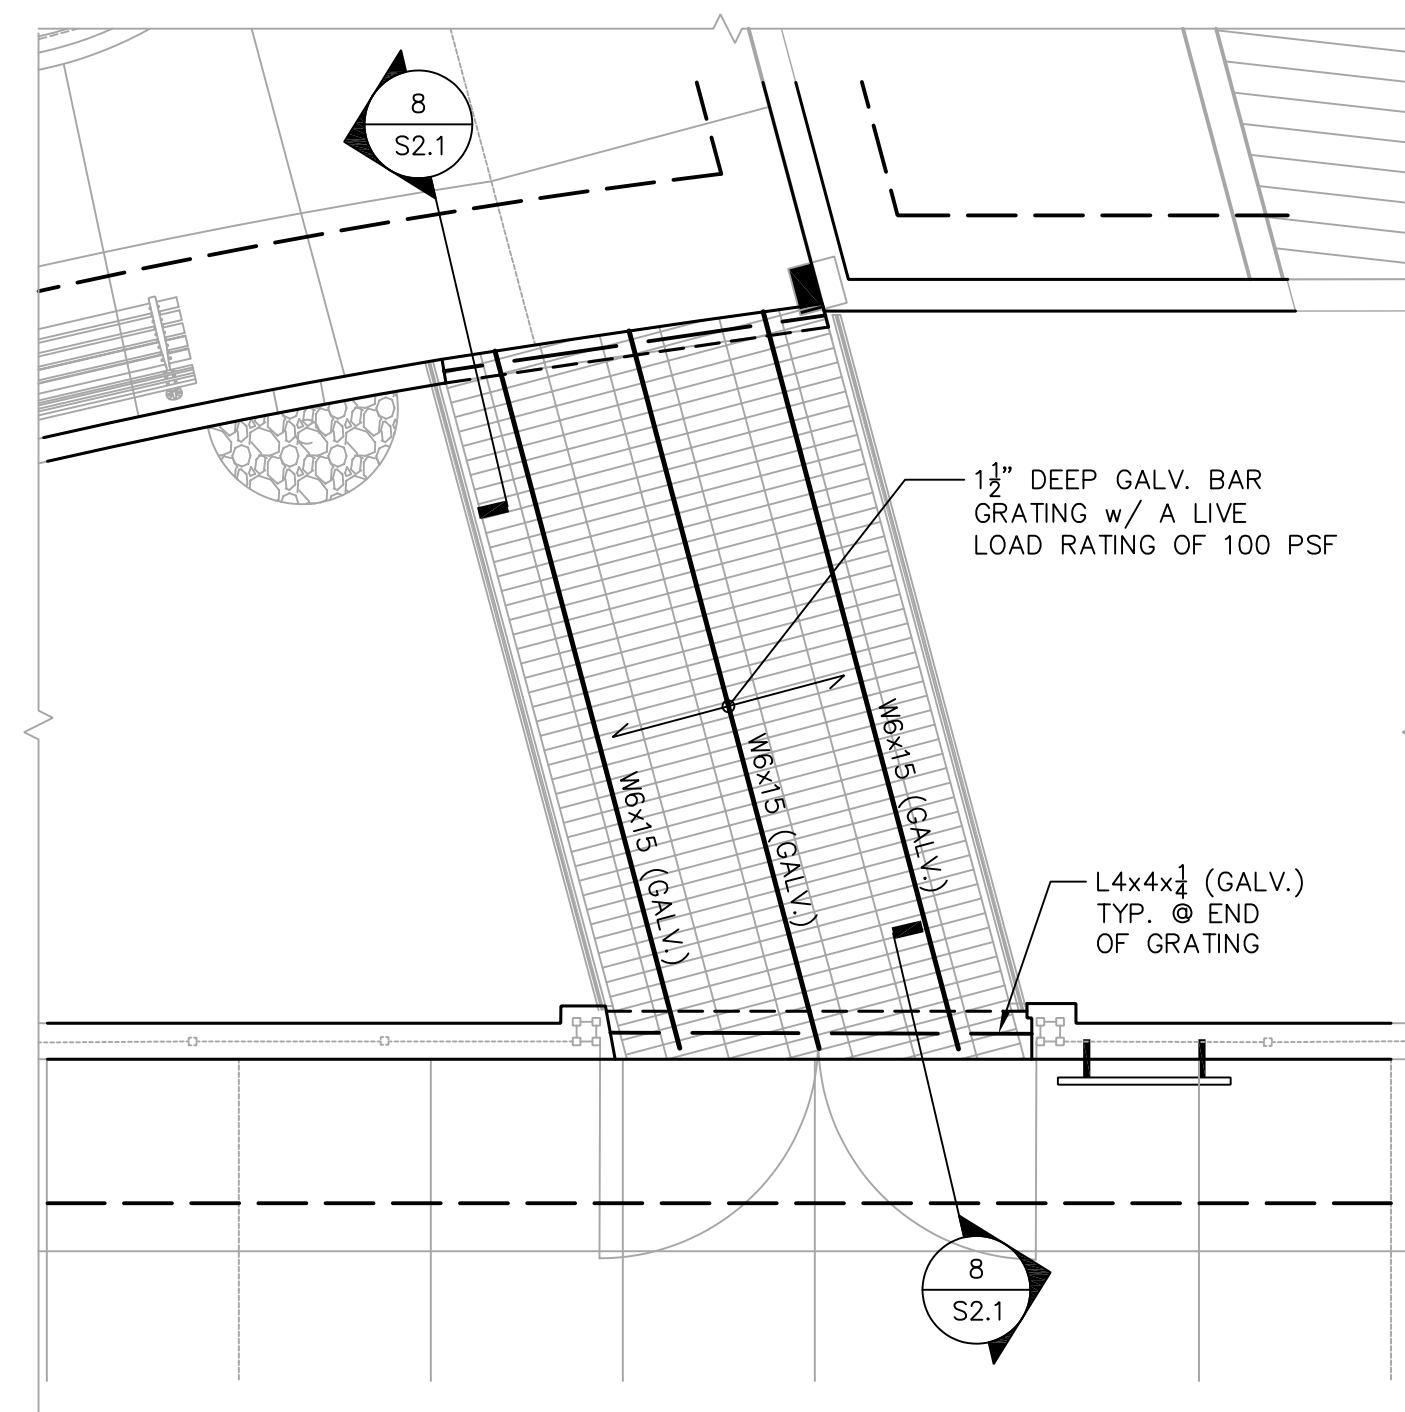 8
S2.1
1½" DEEP GALV. BAR
GRATING w/ A LIVE
LOAD RATING OF 100 PSF
W6x15 (GALV.)
W6x15 (GALV.)
W6x15 (GALV.)
L4x4x¼ (GALV.)
TYP. @ END
OF GRATING
8
S2.1